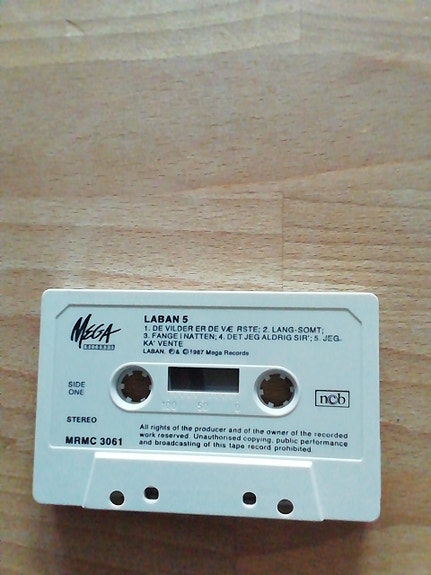 MEGA
RECORDS
LABAN 5
1. DE VILDER ER DE VÆ RSTE; 2. LANG-SOMT;
3. FANGE I NATTEN; 4. DET JEG ALDRIG SIR'; 5. JEG-
KA' VENTE
LABAN. ℗ & © 1987 Mega Records
SIDE
ONE
ncb
100 50
STEREO
MRMC 3061
All rights of the producer and of the owner of the recorded
work reserved. Unauthorised copying, public performance
and broadcasting of this tape record prohibited